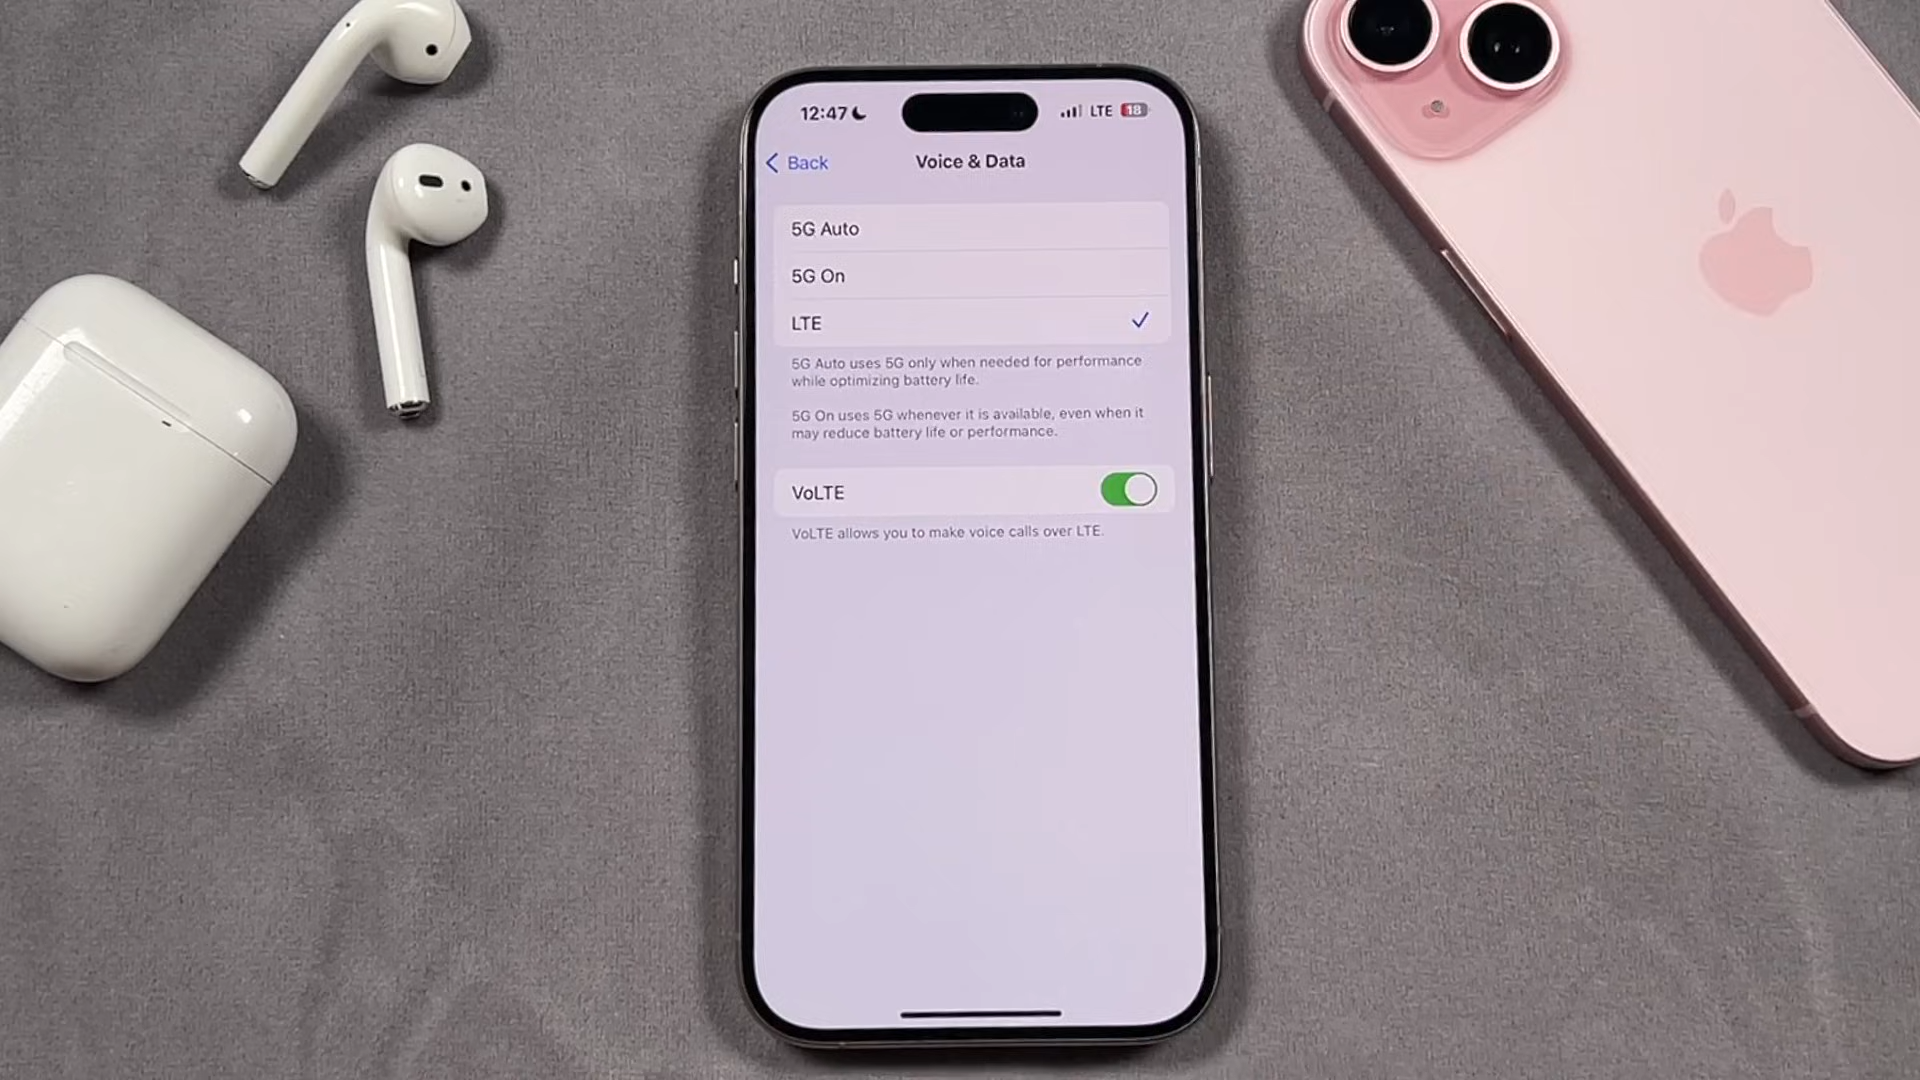 12:47
LTE 18
Back
Voice & Data
5G Auto
5G On
LTE
5G Auto uses 5G only when needed for performance
while optimizing battery life.
5G On uses 5G whenever it is available, even when it
may reduce battery life or performance.
VoLTE
VoLTE allows you to make voice calls over LTE.